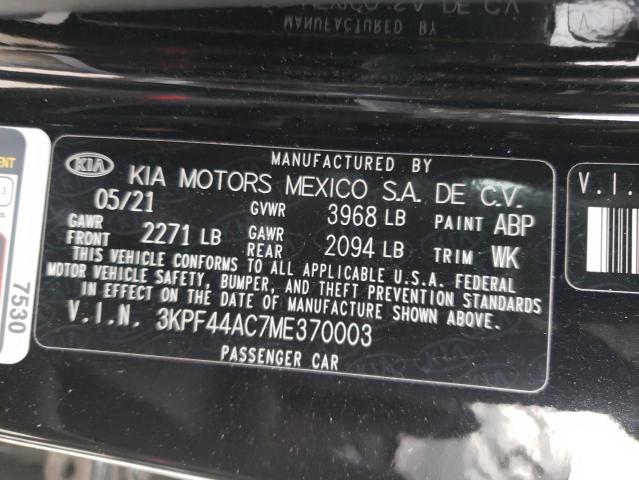 MANUFACTURED BY
KIA KIA MOTORS MEXICO S.A. DE C.V.
05/21 GVWR 3968 LB PAINT ABP
GAWR FRONT 2271 LB GAWR REAR 2094 LB TRIM WK
THIS VEHICLE CONFORMS TO ALL APPLICABLE U.S.A. FEDERAL
MOTOR VEHICLE SAFETY, BUMPER, AND THEFT PREVENTION STANDARDS
IN EFFECT ON THE DATE OF MANUFACTURE SHOWN ABOVE.
V.I.N. 3KPF44AC7ME370003
PASSENGER CAR
7530
V.I.